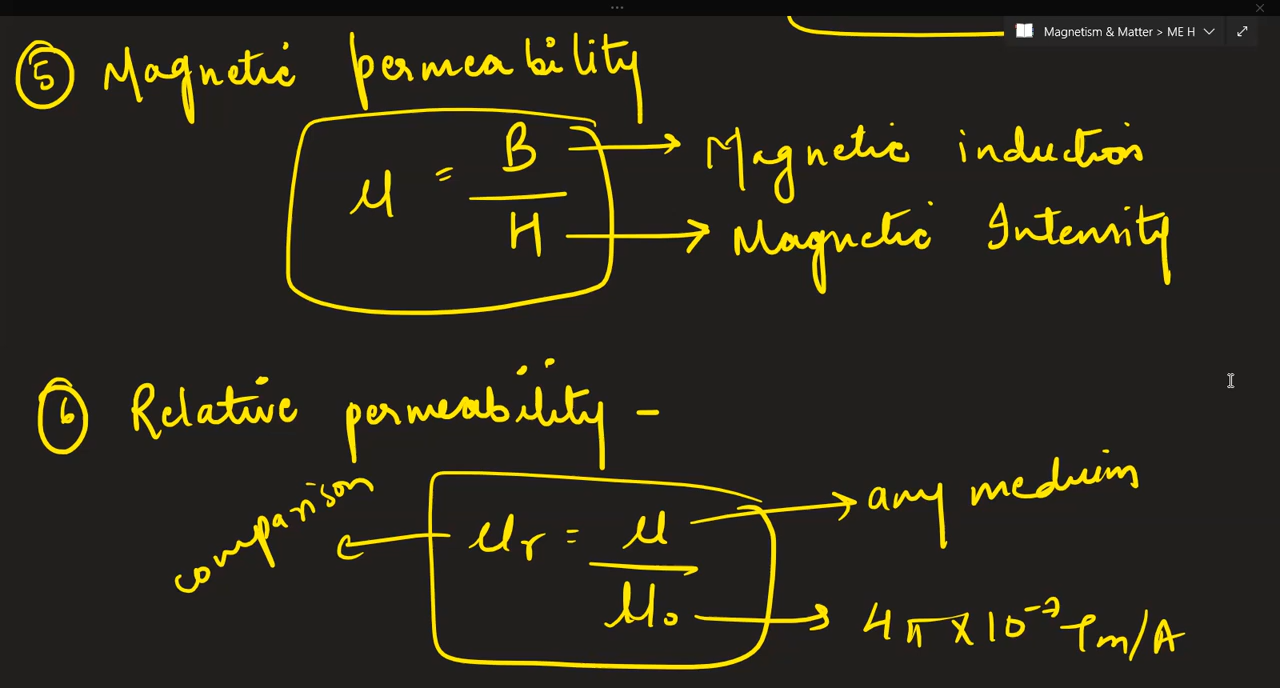 Magnetism & Matter > ME H
⑤ Magnetic permeability
μ = B/H
→ Magnetic induction
→ Magnetic Intensity
⑥ Relative permeability -
comparison
μr = μ/μ₀
→ any medium
→ 4π×10⁻⁷ Tm/A